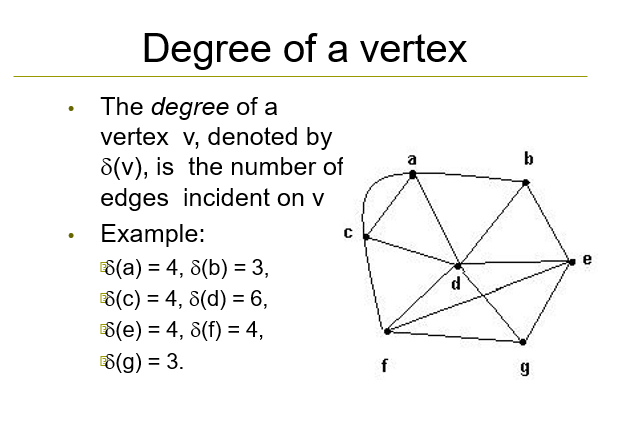 Degree of a vertex
• The degree of a
vertex v, denoted by
δ(v), is the number of
edges incident on v
• Example:
δ(a) = 4, δ(b) = 3,
δ(c) = 4, δ(d) = 6,
δ(e) = 4, δ(f) = 4,
δ(g) = 3.
a
b
c
d
e
f
g